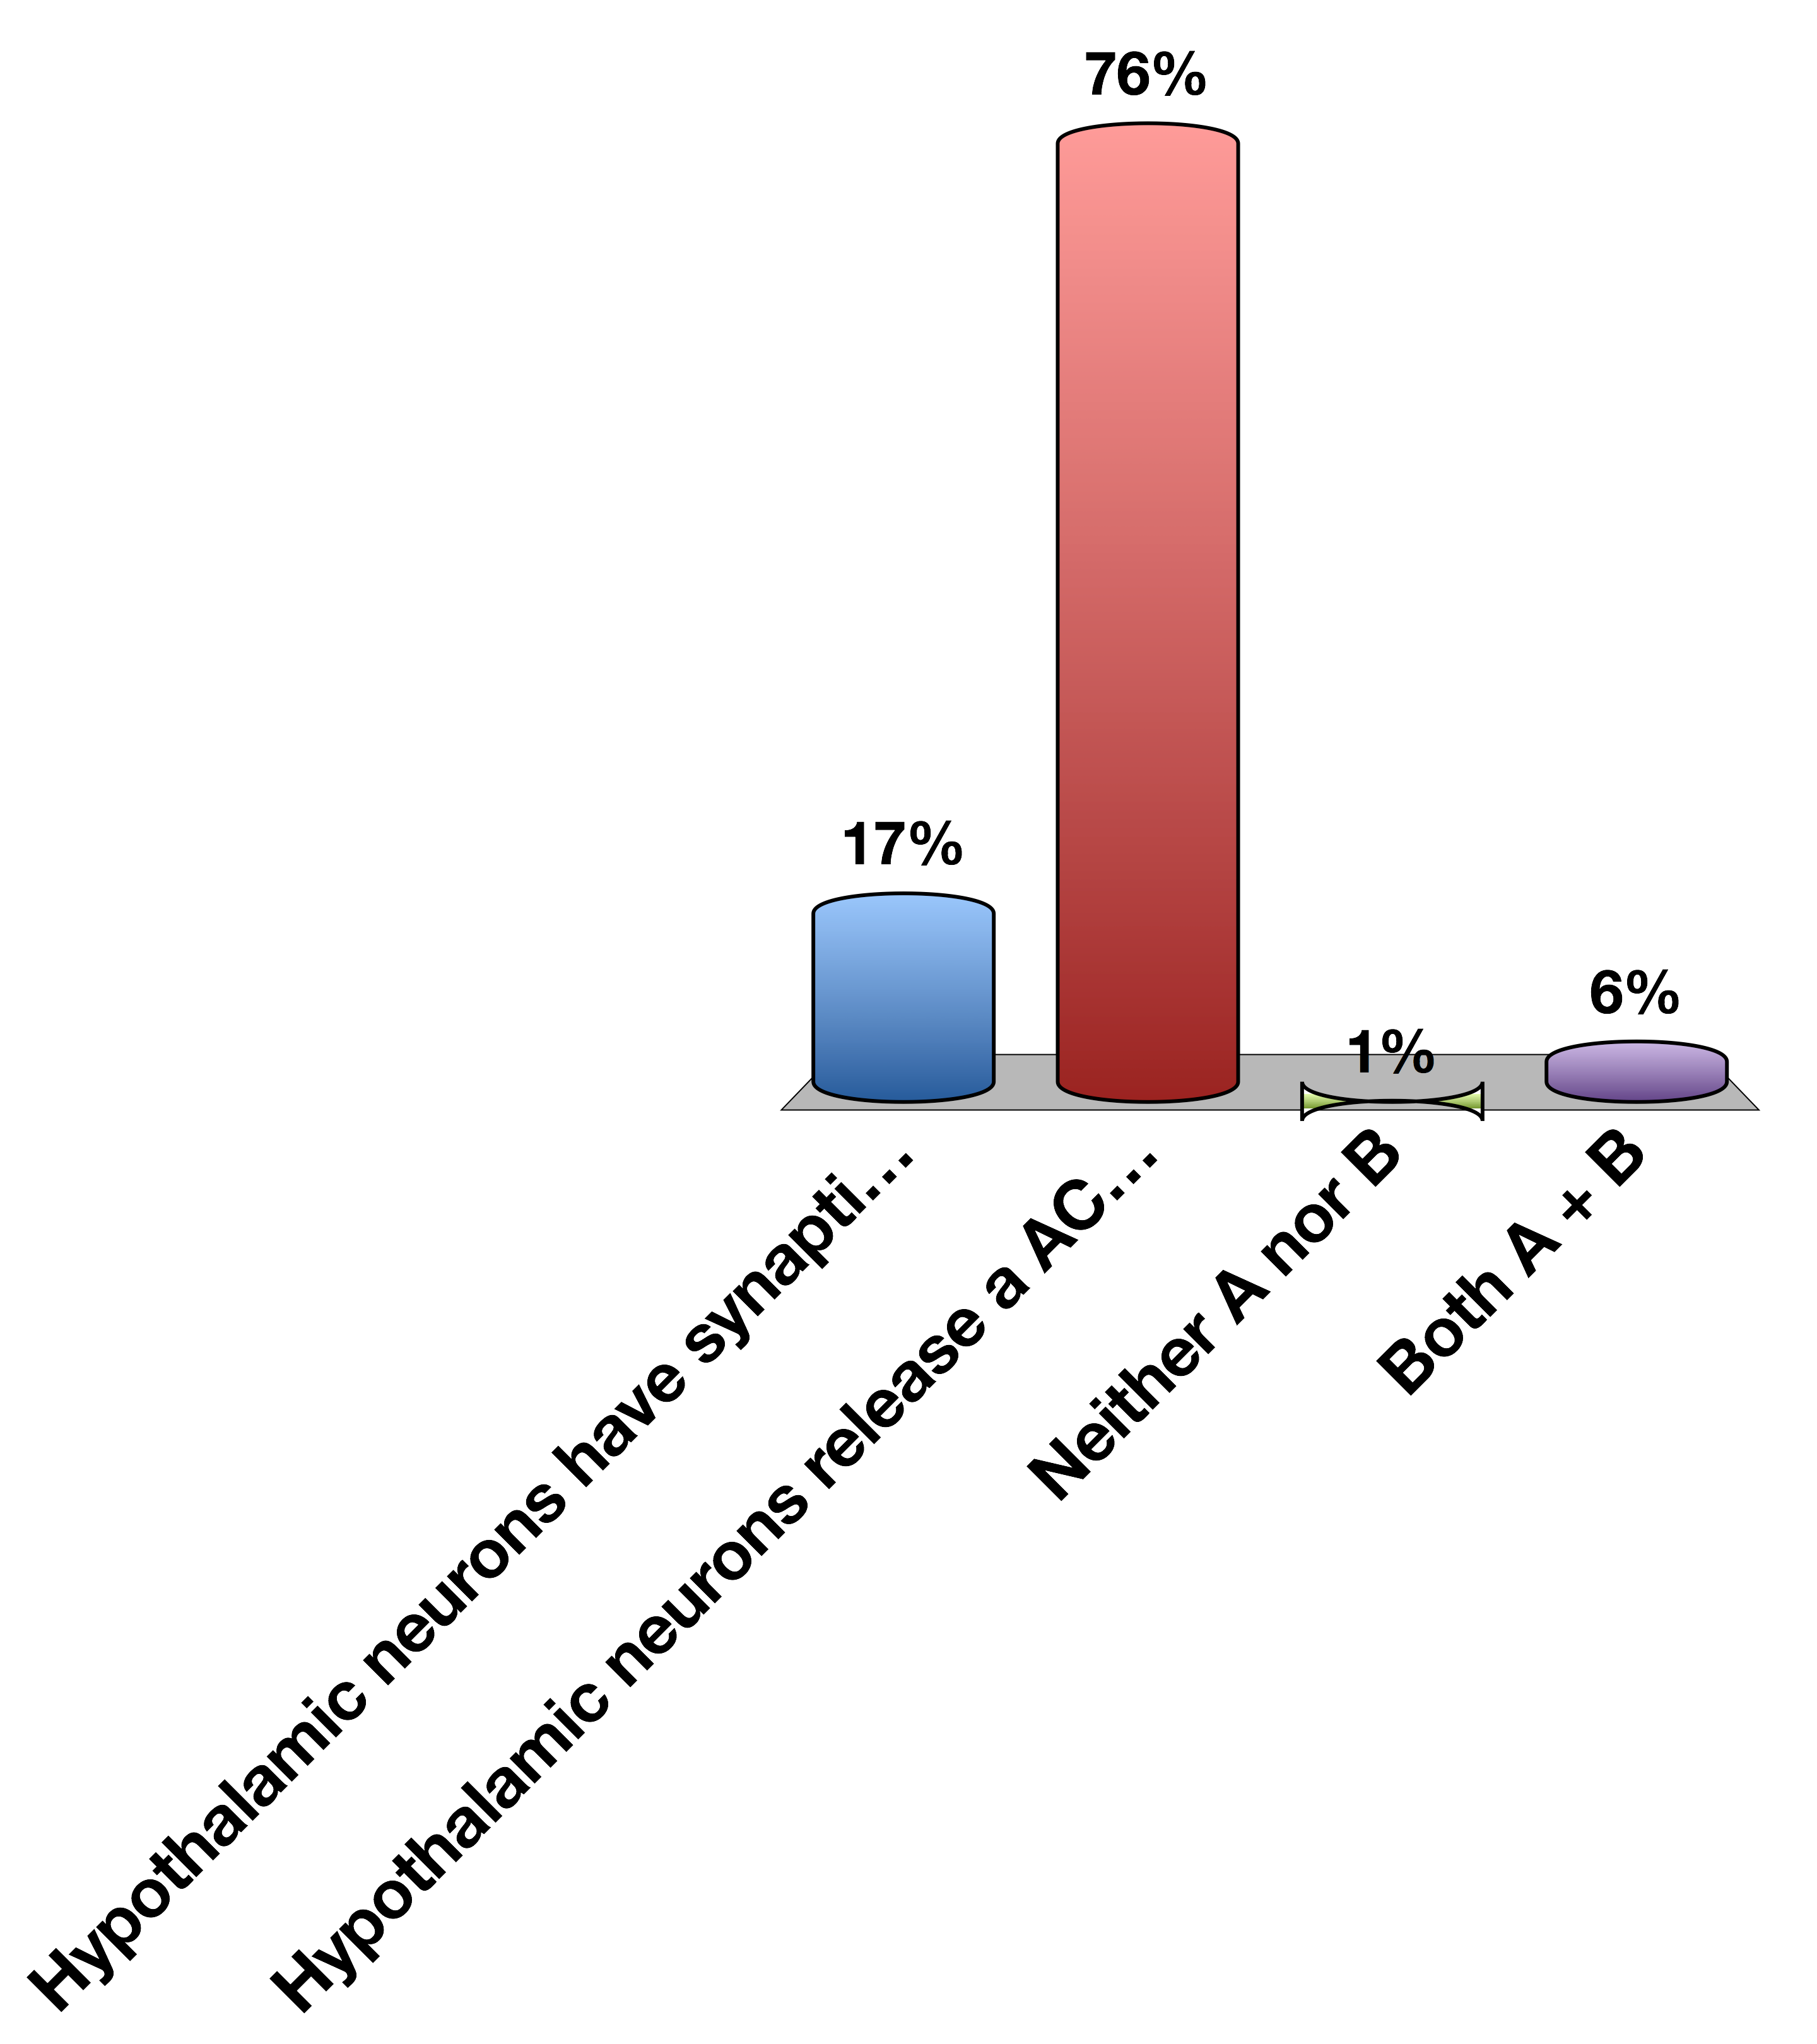 76%
17%
1%
6%
Hypothalamic neurons have synapti...
Hypothalamic neurons release a AC...
Neither A nor B
Both A + B